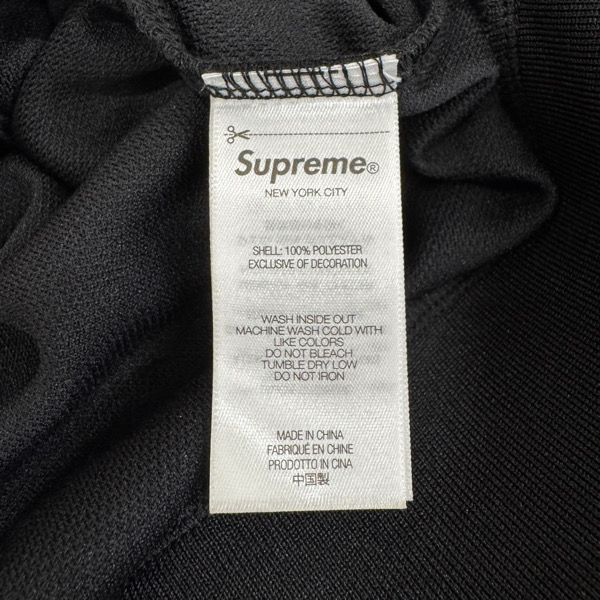 Supreme®
NEW YORK CITY
SHELL: 100% POLYESTER
EXCLUSIVE OF DECORATION
WASH INSIDE OUT
MACHINE WASH COLD WITH
LIKE COLORS
DO NOT BLEACH
TUMBLE DRY LOW
DO NOT IRON
MADE IN CHINA
FABRIQUÉ EN CHINE
PRODOTTO IN CINA
中国製